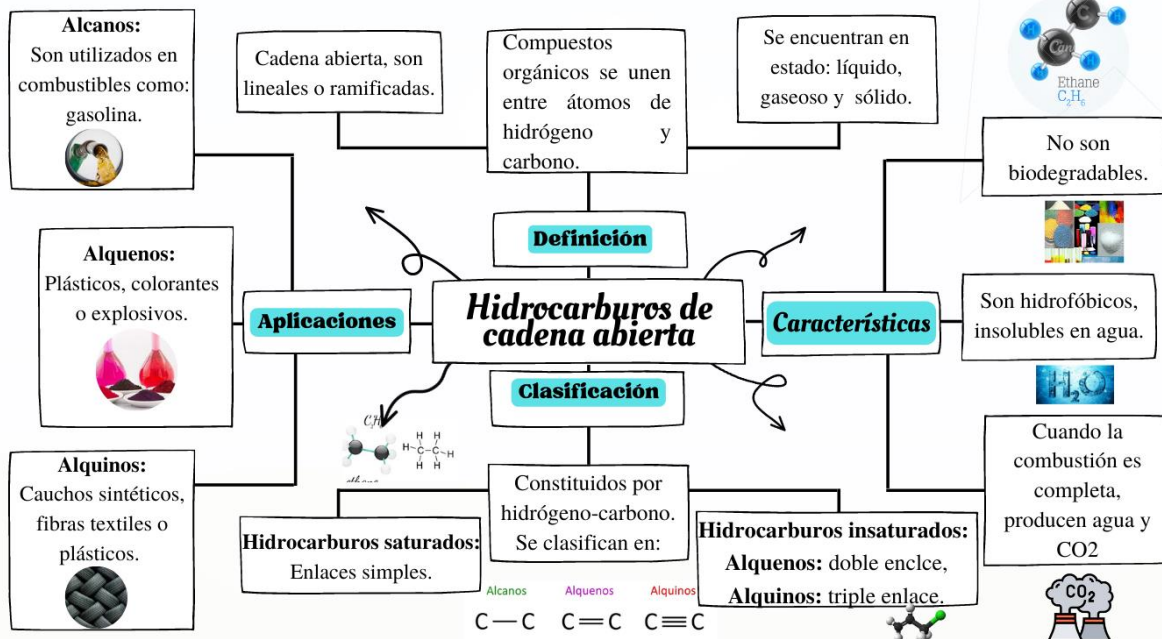 Alcanos:
Son utilizados en
combustibles como:
gasolina.
Cadena abierta, son
lineales o ramificadas.
Compuestos
orgánicos se unen
entre átomos de
hidrógeno y
carbono.
Se encuentran en
estado: líquido,
gaseoso y sólido.
C
H
H
H
H
Ethane
C₂H₆
No son
biodegradables.
Definición
Alquenos:
Plásticos, colorantes
o explosivos.
Aplicaciones
Hidrocarburos de
cadena abierta
Características
Son hidrofóbicos,
insolubles en agua.
H₂O
Clasificación
H H
H-C-C-H
H H
ethane
Alquinos:
Cauchos sintéticos,
fibras textiles o
plásticos.
Hidrocarburos saturados:
Enlaces simples.
Constituidos por
hidrógeno-carbono.
Se clasifican en:
Hidrocarburos insaturados:
Alquenos: doble enclce,
Alquinos: triple enlace.
Cuando la
combustión es
completa,
producen agua y
CO2
Alcanos Alquenos Alquinos
C—C C=C C≡C
CO₂